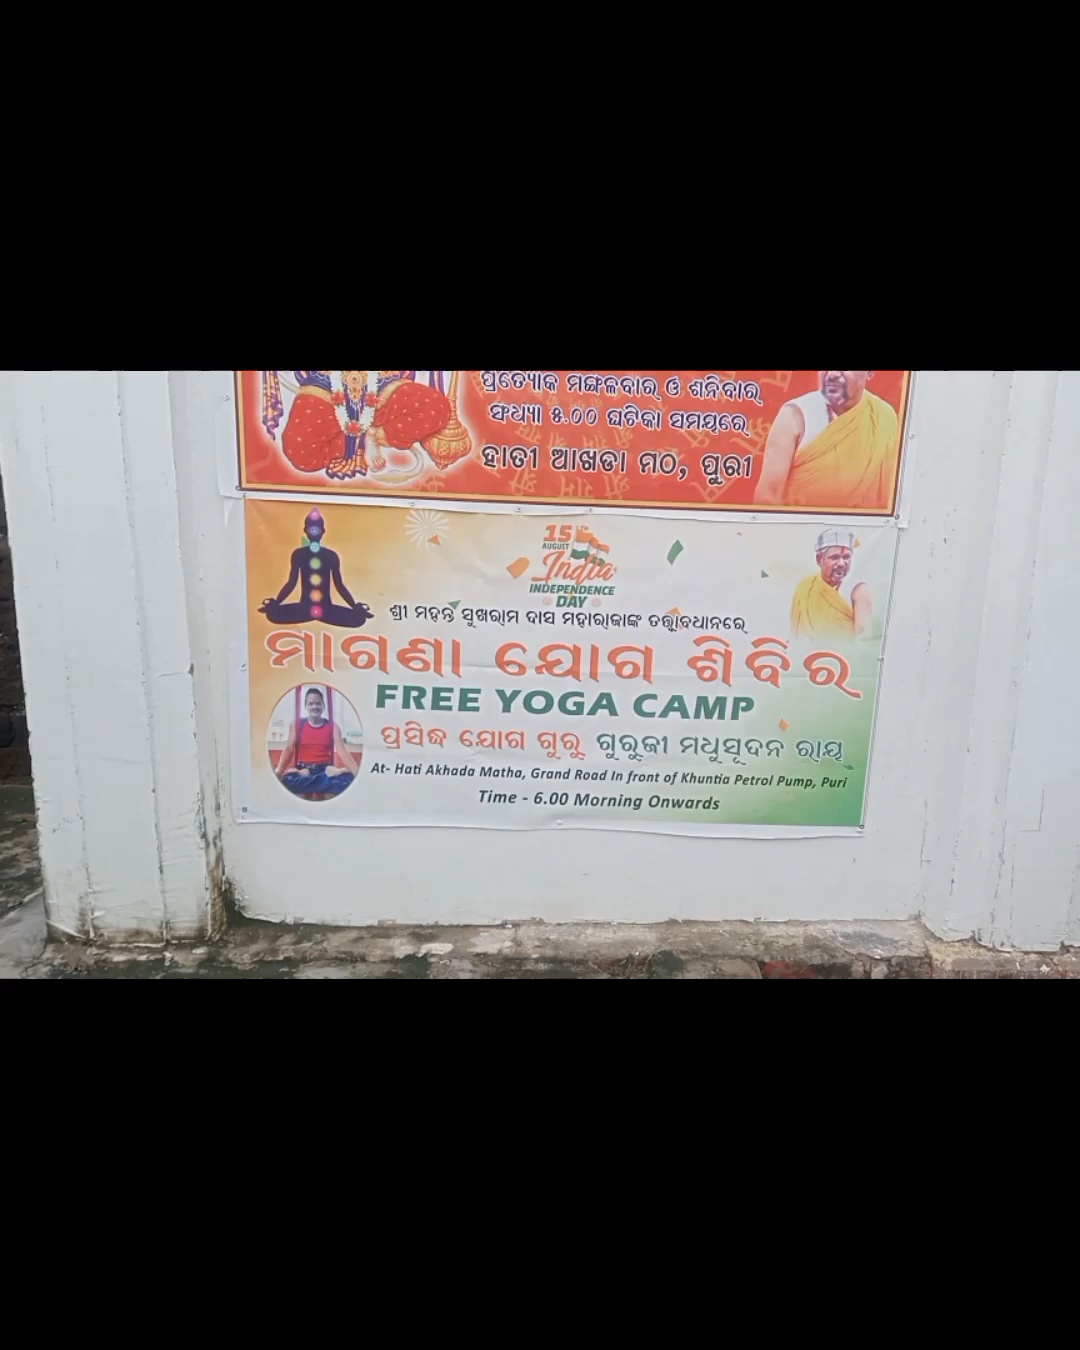 ପ୍ରତ୍ୟେକ ମଙ୍ଗଳବାର ଓ ଶନିବାର
ସଂଧ୍ୟା ୫.୦୦ ଘଟିକା ସମୟରେ
ହାତୀ ଆଖଡା ମଠ, ପୁରୀ
15
AUGUST
India
INDEPENDENCE
DAY
ଶ୍ରୀ ମହନ୍ତ ସୁଖରାମ ଦାସ ମହାରାଜାଙ୍କ ତତ୍ତ୍ୱାବଧାନରେ
ମାଗଣା ଯୋଗ ଶିବିର
FREE YOGA CAMP
ପ୍ରସିଦ୍ଧ ଯୋଗ ଗୁରୁ ଗୁରୁଜୀ ମଧୁସୂଦନ ରାୟ
At- Hati Akhada Matha, Grand Road In front of Khuntia Petrol Pump, Puri
Time - 6.00 Morning Onwards